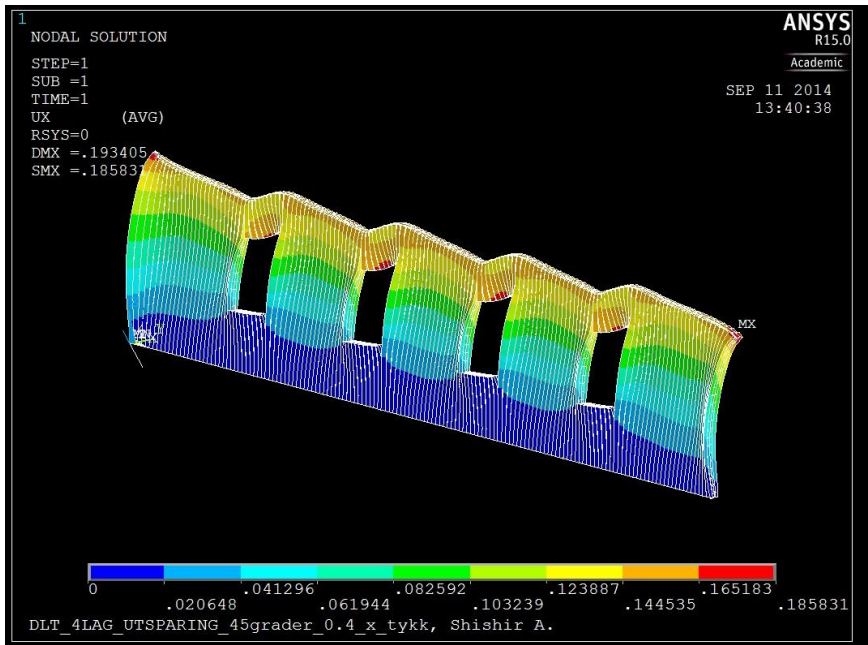 1
NODAL SOLUTION
STEP=1
SUB =1
TIME=1
UX (AVG)
RSYS=0
DMX =.193405
SMX =.185831
ANSYS
R15.0
Academic
SEP 11 2014
13:40:38
MX
0 .041296 .082592 .123887 .165183
.020648 .061944 .103239 .144535 .185831
DLT_4LAG_UTSPARING_45grader_0.4_x_tykk, Shishir A.